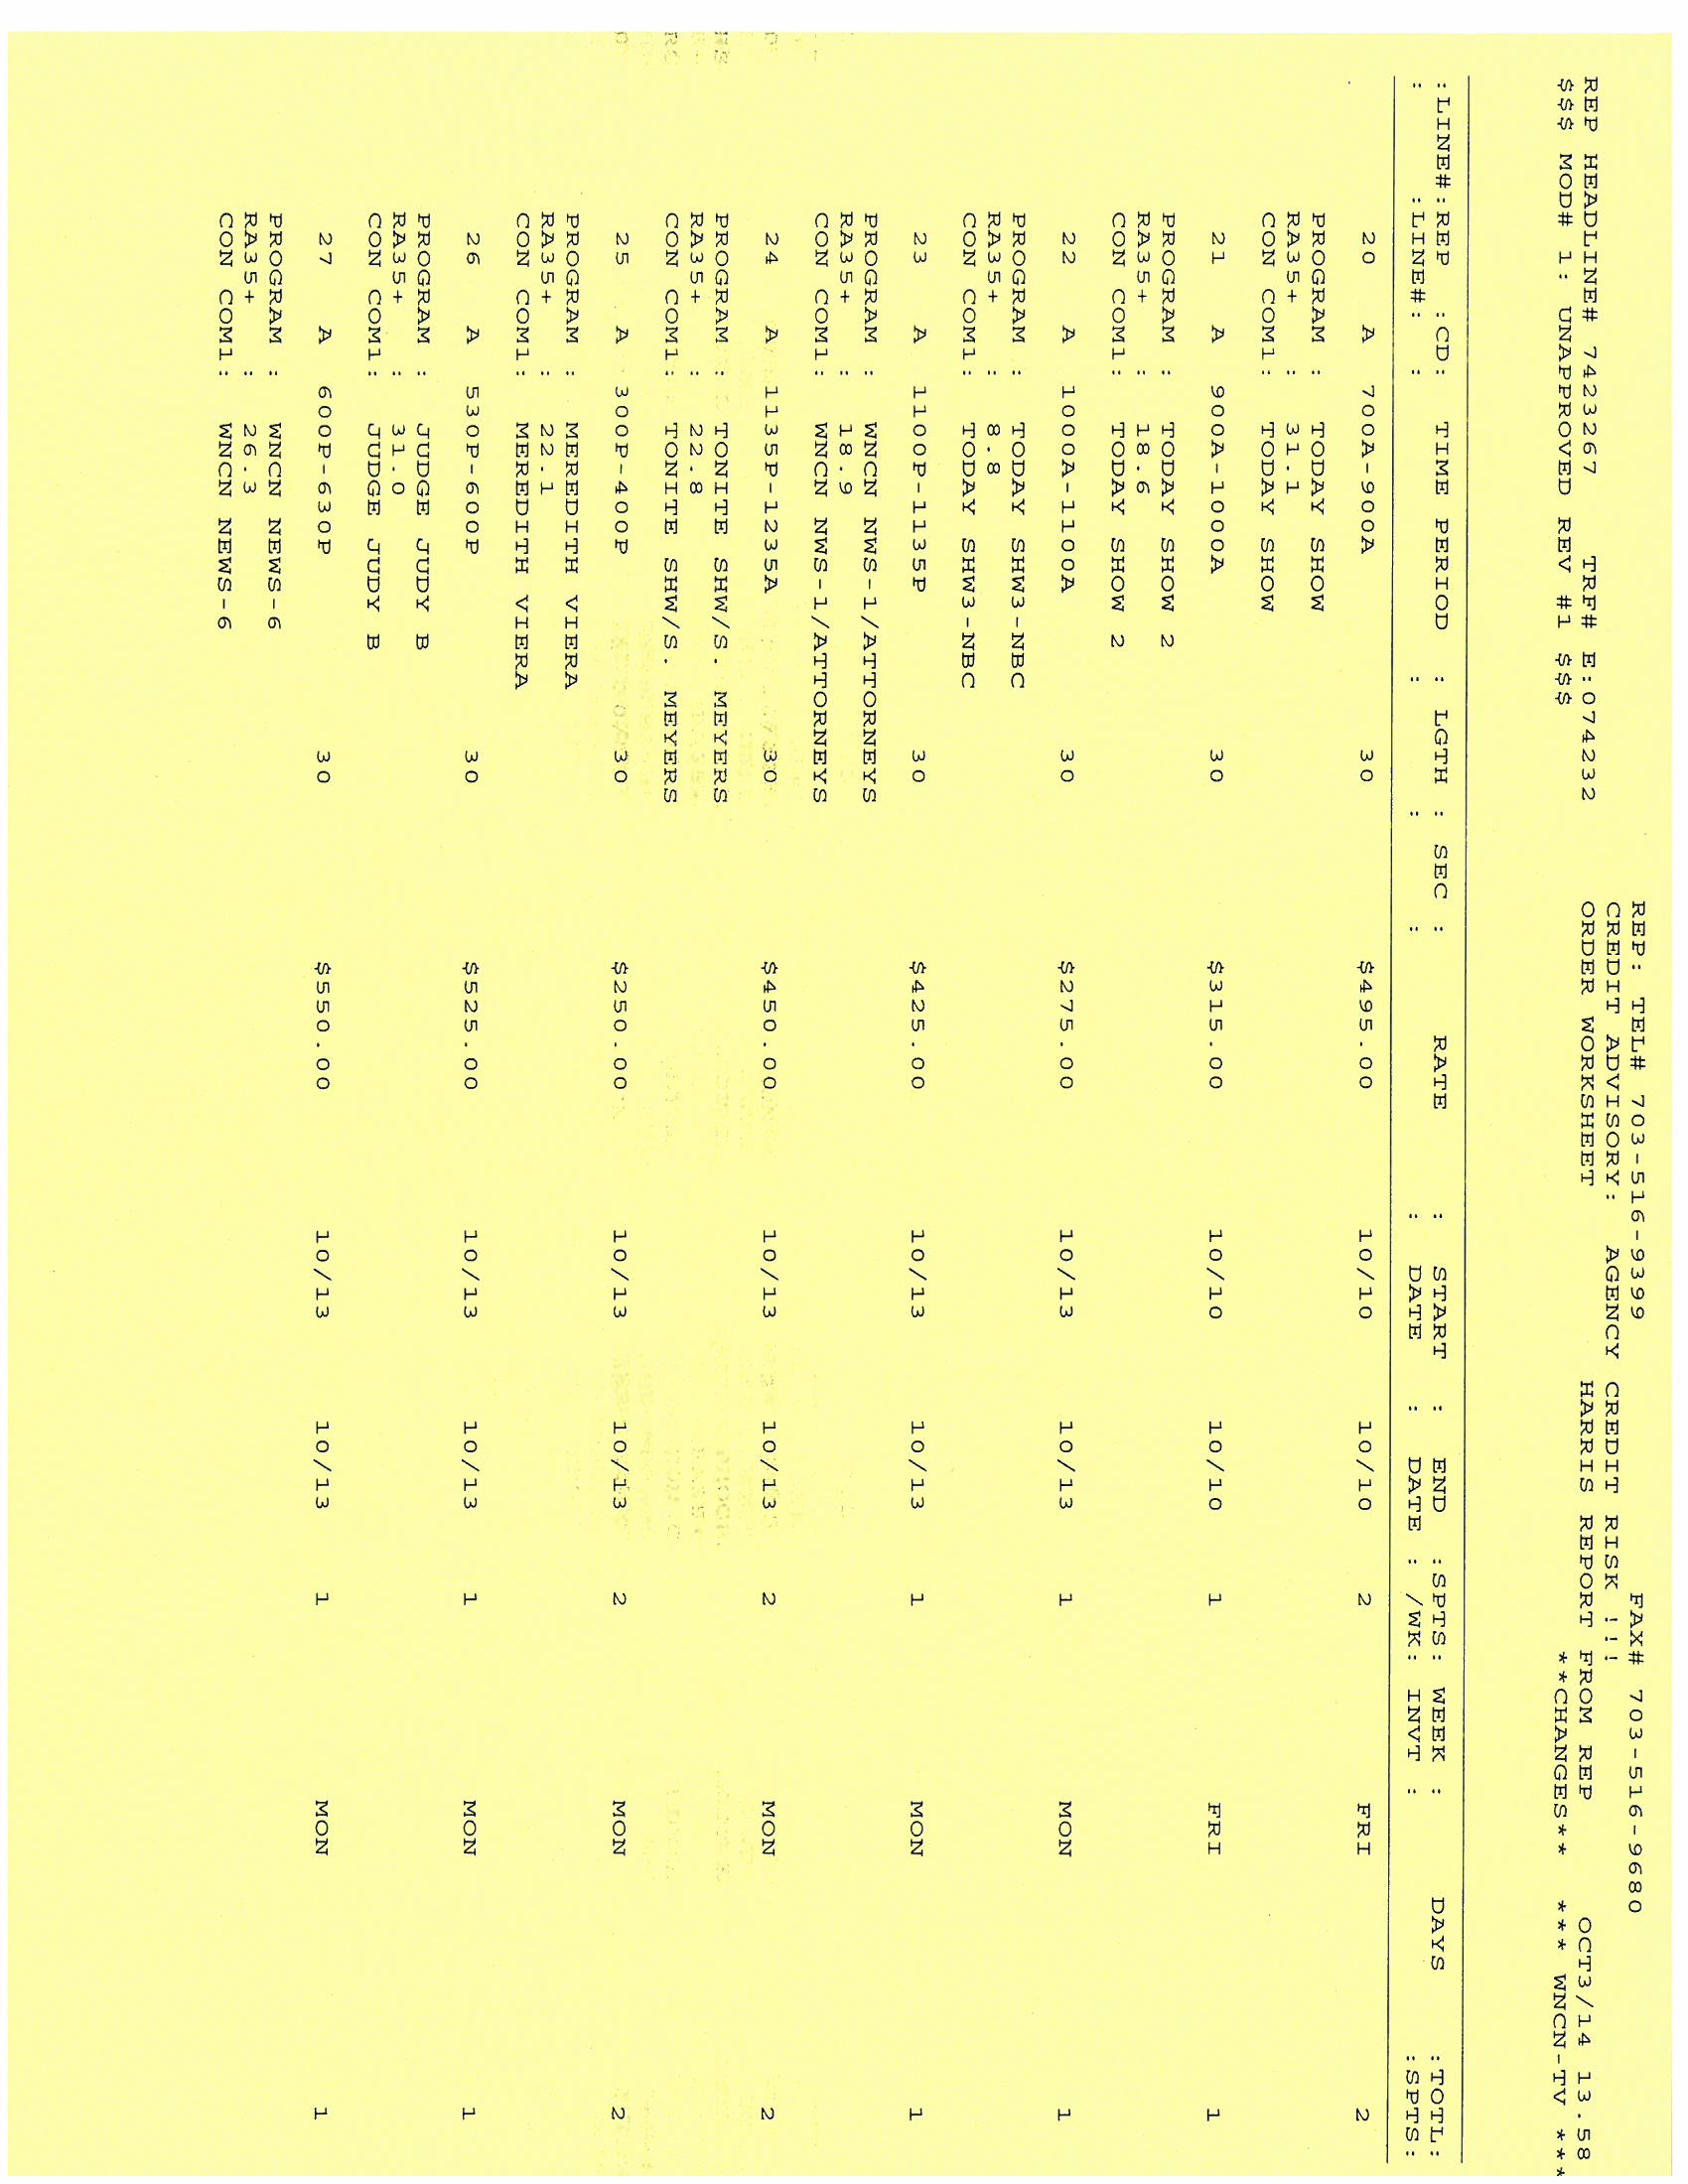 REP: TEL# 703-516-9399 FAX# 703-516-9680
CREDIT ADVISORY: AGENCY CREDIT RISK !!!
REP HEADLINE# 7423267 TRF# E:074232 ORDER WORKSHEET HARRIS REPORT FROM REP OCT3/14 13.58
$$$ MOD# 1: UNAPPROVED REV #1 $$$ **CHANGES** *** WNCN-TV ***
:LINE#:REP :CD: TIME PERIOD : LGTH : SEC : RATE : START : END :SPTS: WEEK : DAYS :TOTL:
: :LINE#: : : : : DATE : DATE : /WK: INVT : :SPTS:
20 A 700A-900A 30 $495.00 10/10 10/10 2 FRI 2
PROGRAM : TODAY SHOW
RA35+ : 31.1
CON COM1: TODAY SHOW
21 A 900A-1000A 30 $315.00 10/10 10/10 1 FRI 1
PROGRAM : TODAY SHOW 2
RA35+ : 18.6
CON COM1: TODAY SHOW 2
22 A 1000A-1100A 30 $275.00 10/13 10/13 1 MON 1
PROGRAM : TODAY SHW3-NBC
RA35+ : 8.8
CON COM1: TODAY SHW3-NBC
23 A 1100P-1135P 30 $425.00 10/13 10/13 1 MON 1
PROGRAM : WNCN NWS-1/ATTORNEYS
RA35+ : 18.9
CON COM1: WNCN NWS-1/ATTORNEYS
24 A 1135P-1235A 30 $450.00 10/13 10/13 2 MON 2
PROGRAM : TONITE SHW/S. MEYERS
RA35+ : 22.8
CON COM1: TONITE SHW/S. MEYERS
25 A 300P-400P 30 $250.00 10/13 10/13 2 MON 2
PROGRAM : MEREDITH VIERA
RA35+ : 22.1
CON COM1: MEREDITH VIERA
26 A 530P-600P 30 $525.00 10/13 10/13 1 MON 1
PROGRAM : JUDGE JUDY B
RA35+ : 31.0
CON COM1: JUDGE JUDY B
27 A 600P-630P 30 $550.00 10/13 10/13 1 MON 1
PROGRAM : WNCN NEWS-6
RA35+ : 26.3
CON COM1: WNCN NEWS-6